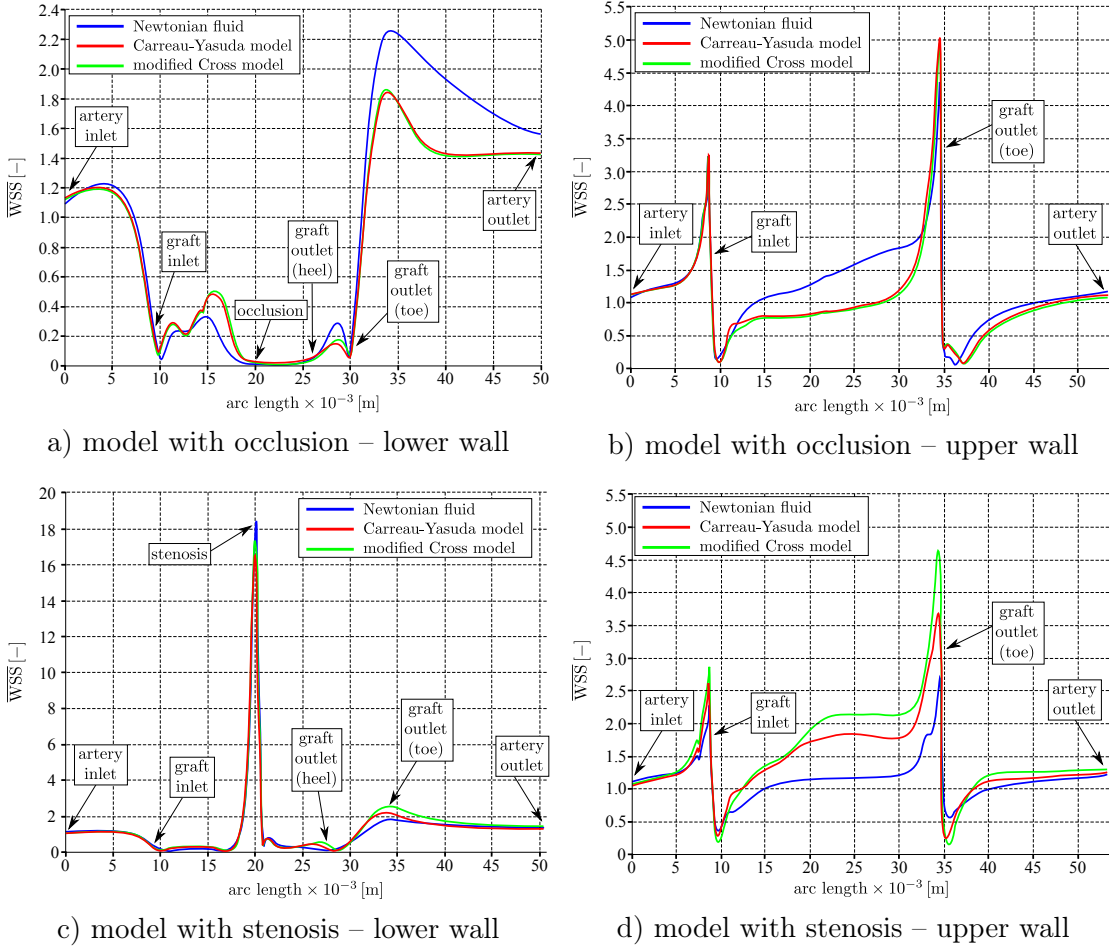 Newtonian fluid
Carreau-Yasuda model
modified Cross model
2.4
2.2
2.0
1.8
1.6
1.4
1.2
1.0
0.8
0.6
0.4
0.2
0
WSS [−]
artery
inlet
graft
inlet
occlusion
graft
outlet
(heel)
graft
outlet
(toe)
artery
outlet
0 5 10 15 20 25 30 35 40 45 50
arc length × 10⁻³ [m]
a) model with occlusion – lower wall
Newtonian fluid
Carreau-Yasuda model
modified Cross model
5.5
5.0
4.5
4.0
3.5
3.0
2.5
2.0
1.5
1.0
0.5
0
WSS [−]
artery
inlet
graft
inlet
graft
outlet
(toe)
artery
outlet
0 5 10 15 20 25 30 35 40 45 50
arc length × 10⁻³ [m]
b) model with occlusion – upper wall
Newtonian fluid
Carreau-Yasuda model
modified Cross model
20
18
16
14
12
10
8
6
4
2
0
WSS [−]
stenosis
artery
inlet
graft
inlet
graft
outlet
(heel)
graft
outlet
(toe)
artery
outlet
0 5 10 15 20 25 30 35 40 45 50
arc length × 10⁻³ [m]
c) model with stenosis – lower wall
Newtonian fluid
Carreau-Yasuda model
modified Cross model
5.5
5.0
4.5
4.0
3.5
3.0
2.5
2.0
1.5
1.0
0.5
0
WSS [−]
artery
inlet
graft
inlet
graft
outlet
(toe)
artery
outlet
0 5 10 15 20 25 30 35 40 45 50
arc length × 10⁻³ [m]
d) model with stenosis – upper wall